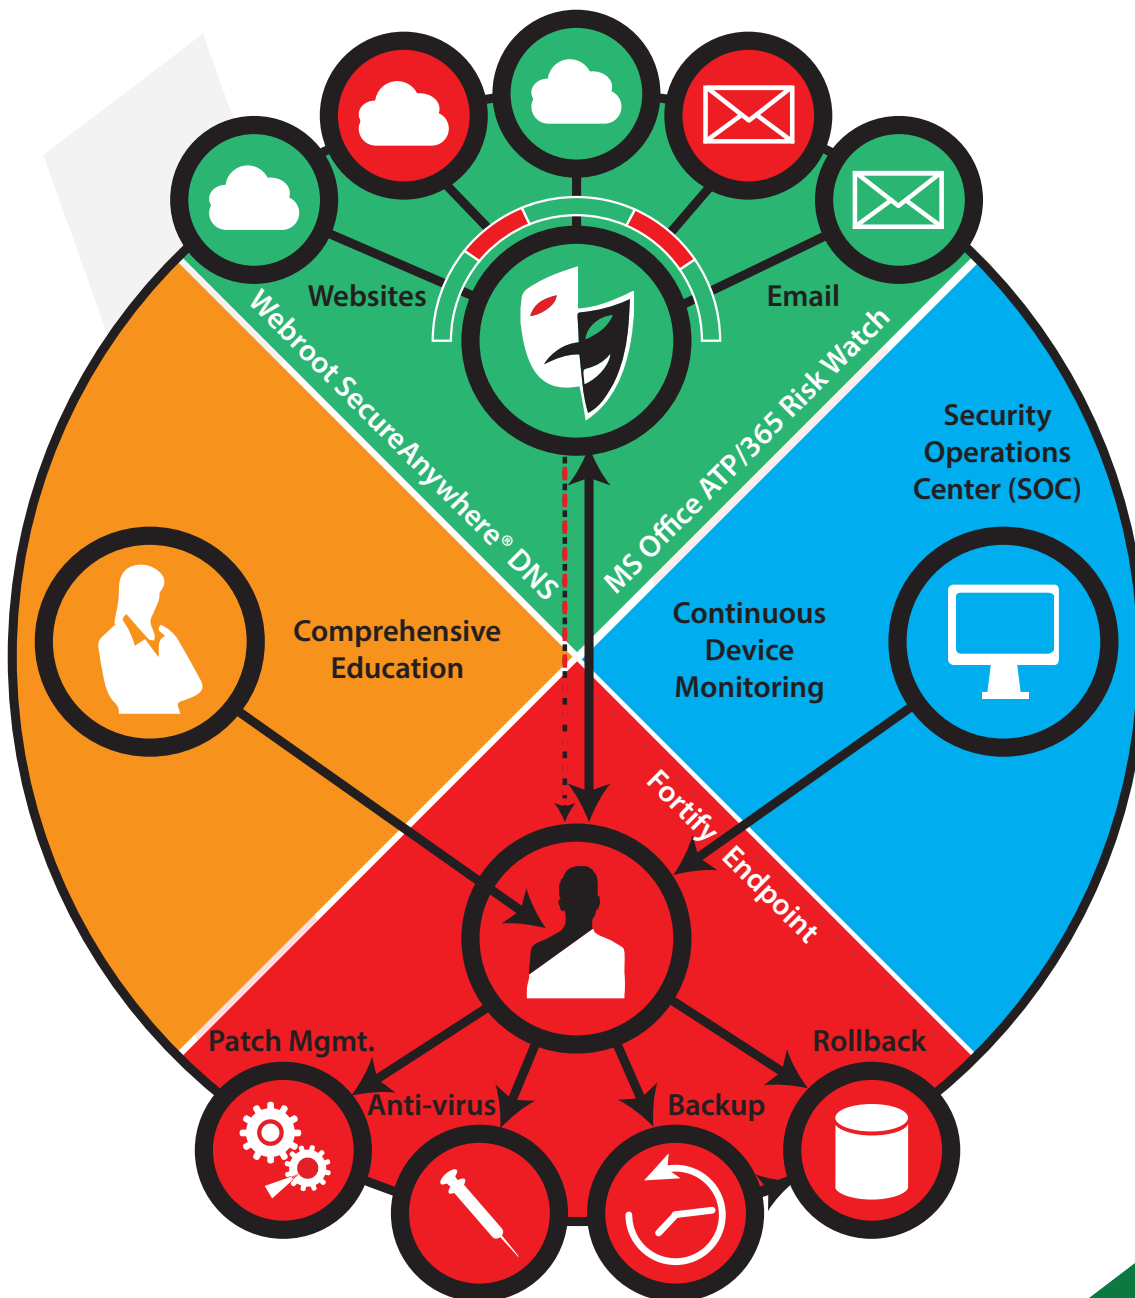 Websites
Email
Webroot SecureAnywhere® DNS
MS Office ATP/365 Risk Watch
Security
Operations
Center (SOC)
Comprehensive
Education
Continuous
Device
Monitoring
Fortify Endpoint
Patch Mgmt.
Rollback
Anti-virus
Backup